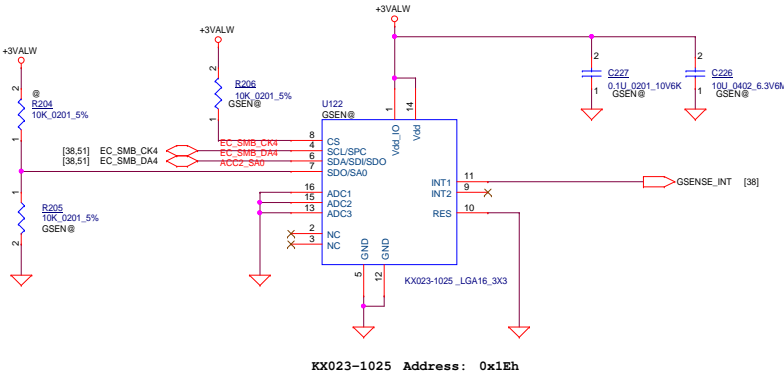 +3VALW
+3VALW
+3VALW
2
@
R204
10K_0201_5%
1
2
R206
10K_0201_5%
GSEN@
1
2
C227
0.1U_0201_10V6K
GSEN@
1
2
C226
10U_0402_6.3V6M
GSEN@
1
U122
GSEN@
1
14
Vdd_IO
Vdd
[38,51] EC_SMB_CK4
[38,51] EC_SMB_DA4
EC_SMB_CK4
EC_SMB_DA4
ACC2_SA0
8 CS
4 SCL/SPC
6 SDA/SDI/SDO
7 SDO/SA0
16 ADC1
15 ADC2
13 ADC3
2 NC
3 NC
INT1 11
INT2 9
RES 10
GSENSE_INT [38]
1
R205
10K_0201_5%
GSEN@
2
GND
GND
5
12
KX023-1025 _LGA16_3X3
KX023-1025 Address: 0x1Eh